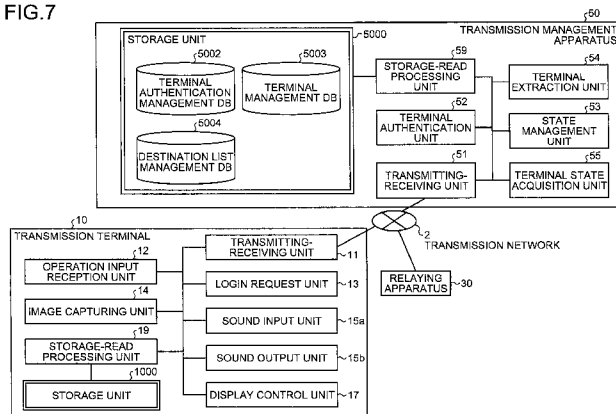 FIG.7
50
TRANSMISSION MANAGEMENT
APPARATUS
5000
STORAGE UNIT
5002
TERMINAL
AUTHENTICATION
MANAGEMENT DB
5003
TERMINAL
MANAGEMENT DB
5004
DESTINATION LIST
MANAGEMENT DB
59
STORAGE-READ
PROCESSING
UNIT
54
TERMINAL
EXTRACTION UNIT
52
TERMINAL
AUTHENTICATION
UNIT
53
STATE
MANAGEMENT
UNIT
51
TRANSMITTING-
RECEIVING UNIT
55
TERMINAL STATE
ACQUISITION UNIT
2
TRANSMISSION NETWORK
RELAYING
APPARATUS
30
10
TRANSMISSION TERMINAL
12
OPERATION INPUT
RECEPTION UNIT
TRANSMITTING-
RECEIVING UNIT
11
14
IMAGE CAPTURING UNIT
LOGIN REQUEST UNIT
13
19
STORAGE-READ
PROCESSING UNIT
SOUND INPUT UNIT
15a
1000
STORAGE UNIT
SOUND OUTPUT UNIT
15b
DISPLAY CONTROL UNIT
17